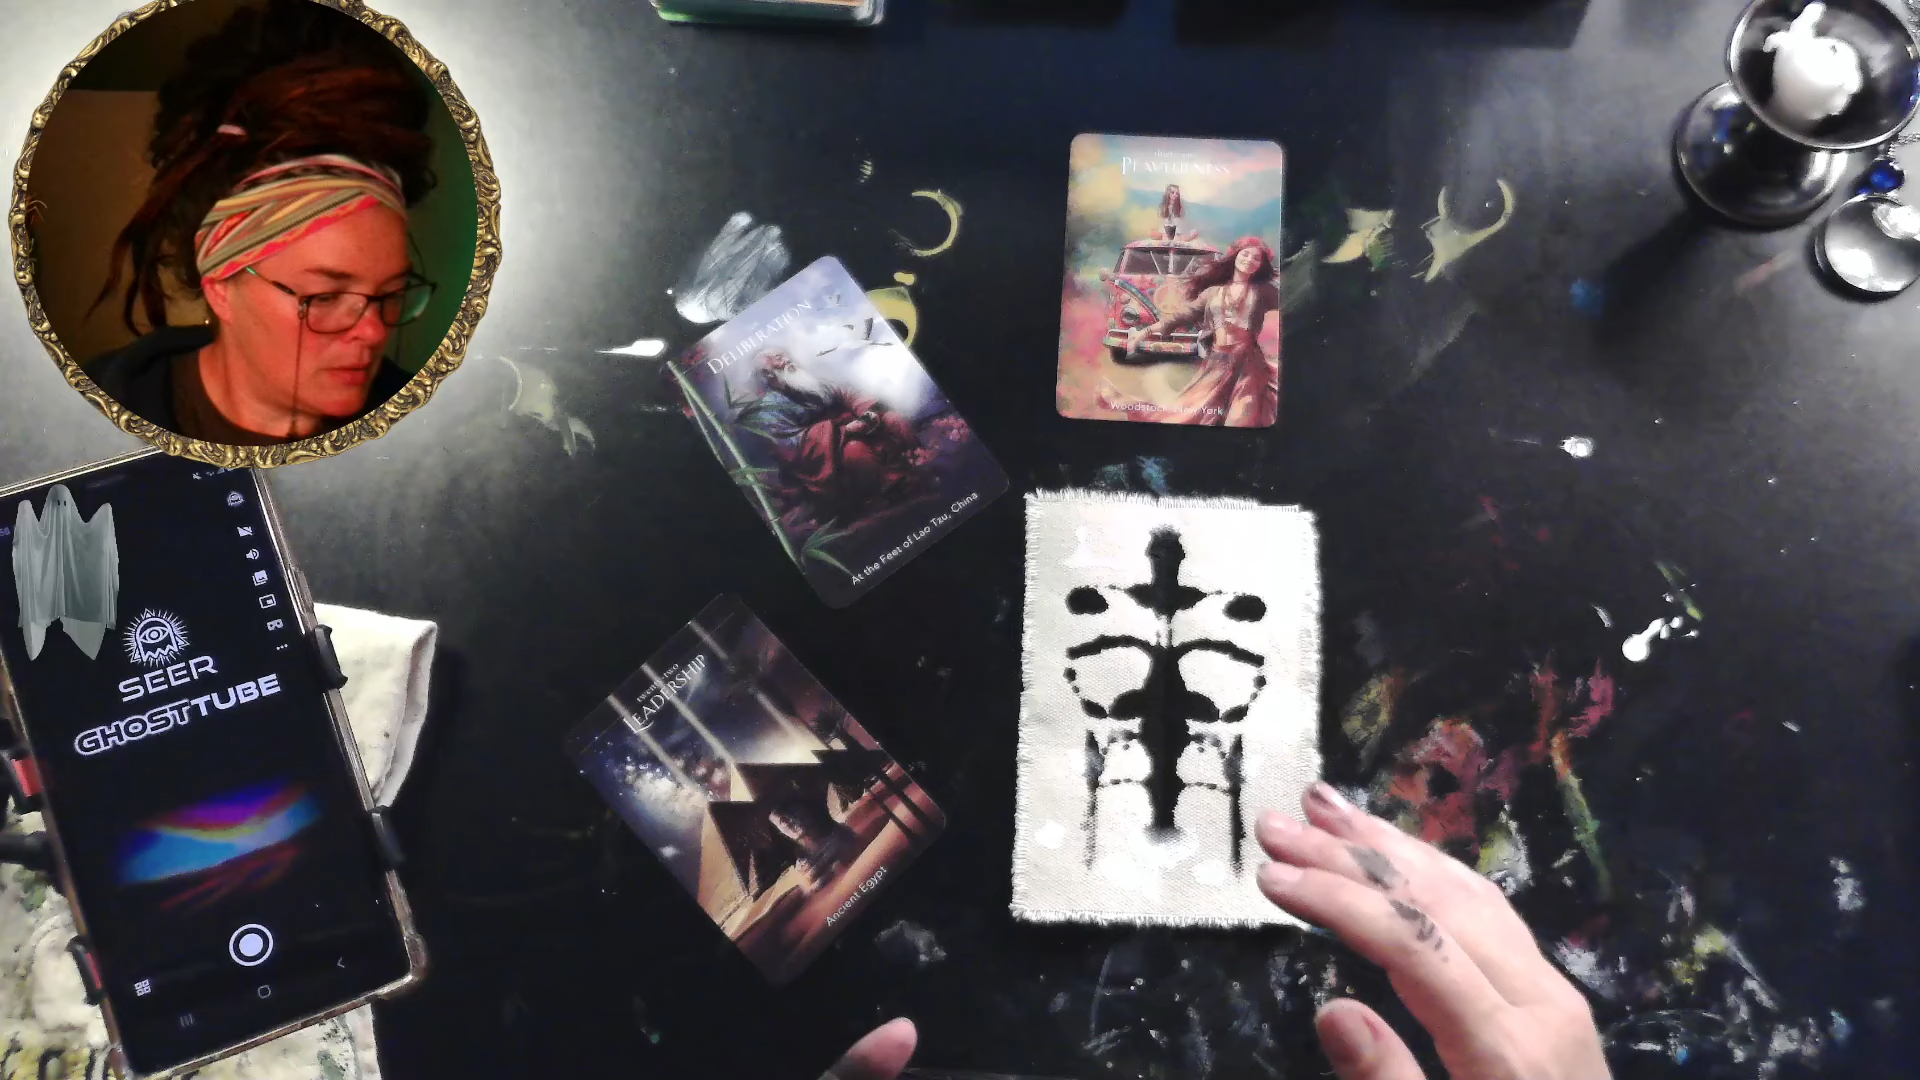 PLAYFULNESS
Woodstock, New York
DELIBERATION
At the Feet of Lao Tzu, China
TWENTY TWO
LEADERSHIP
Ancient Egypt
SEER
GHOSTTUBE